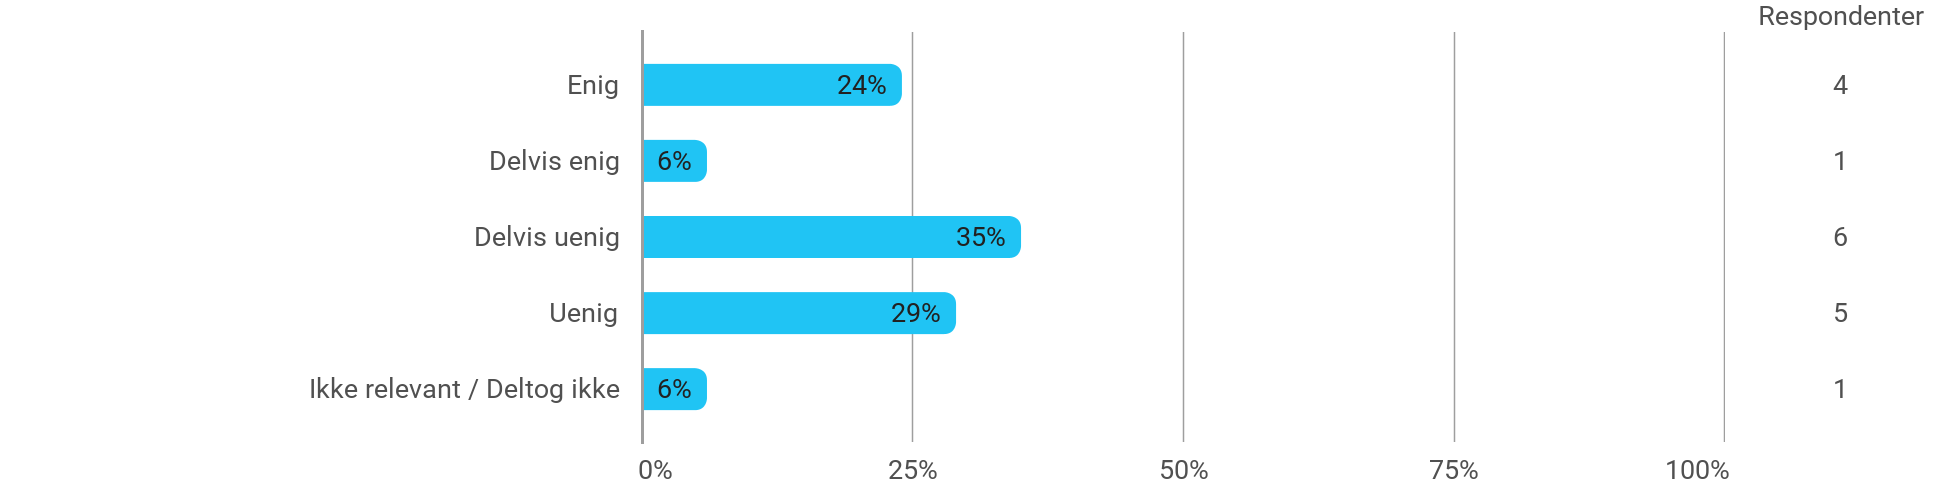 Respondenter
Enig 24% 4
Delvis enig 6% 1
Delvis uenig 35% 6
Uenig 29% 5
Ikke relevant / Deltog ikke 6% 1
0% 25% 50% 75% 100%